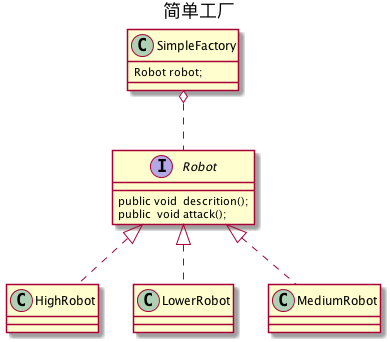 简单工厂
C SimpleFactory
Robot robot;
I Robot
public void descrition();
public void attack();
C HighRobot
C LowerRobot
C MediumRobot